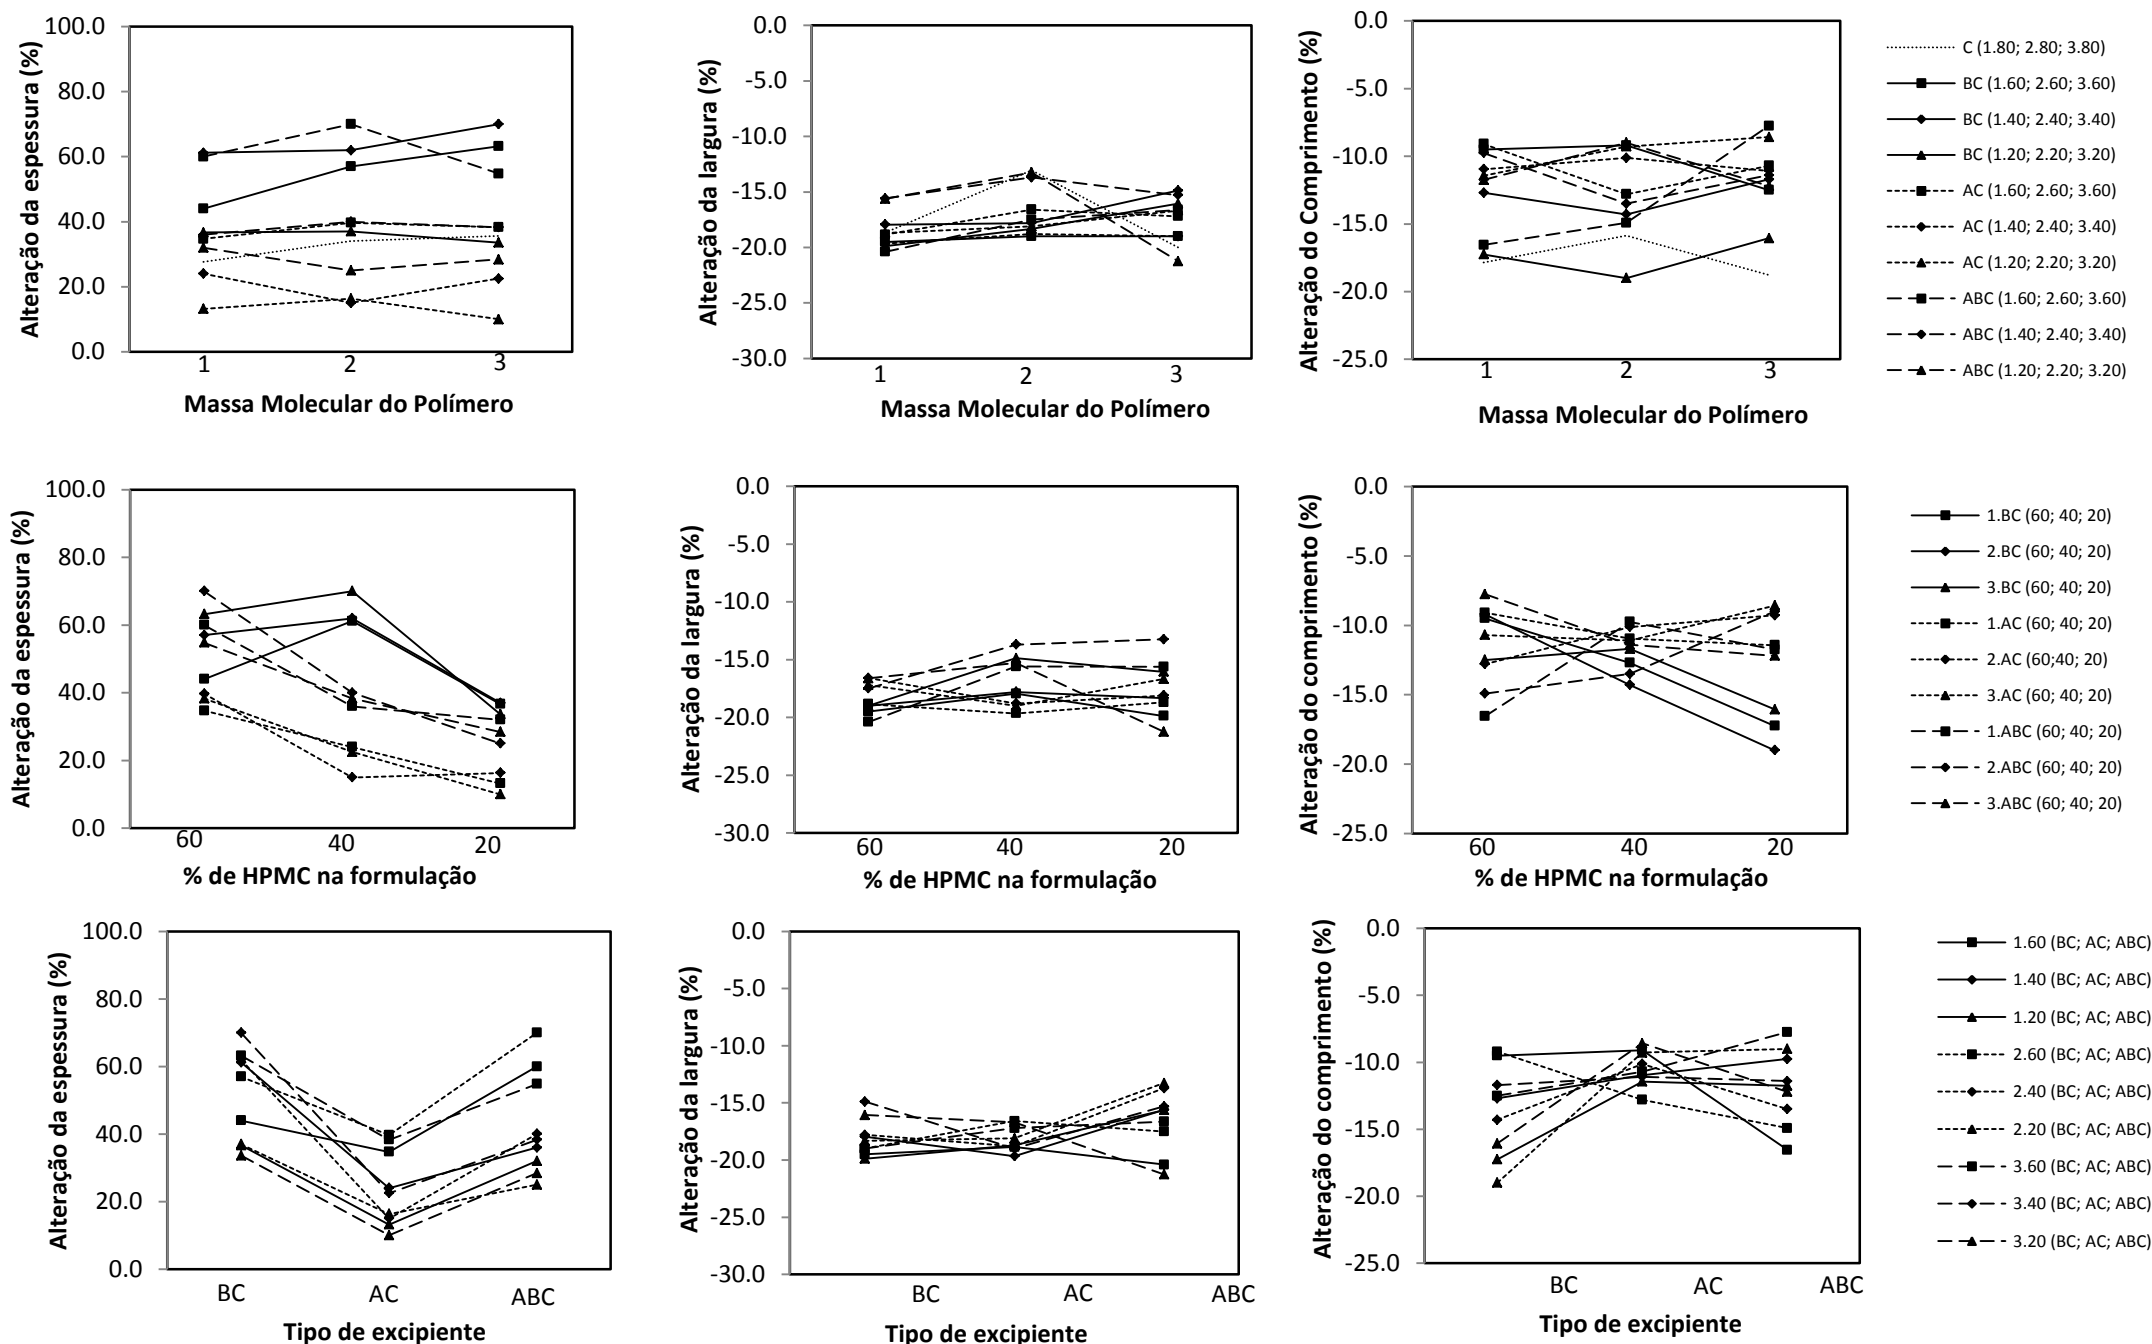 Alteração da espessura (%)
100.0
80.0
60.0
40.0
20.0
0.0
1
2
3
Massa Molecular do Polímero
Alteração da largura (%)
0.0
-5.0
-10.0
-15.0
-20.0
-25.0
-30.0
1
2
3
Massa Molecular do Polímero
Alteração do Comprimento (%)
0.0
-5.0
-10.0
-15.0
-20.0
-25.0
1
2
3
Massa Molecular do Polímero
C (1.80; 2.80; 3.80)
BC (1.60; 2.60; 3.60)
BC (1.40; 2.40; 3.40)
BC (1.20; 2.20; 3.20)
AC (1.60; 2.60; 3.60)
AC (1.40; 2.40; 3.40)
AC (1.20; 2.20; 3.20)
ABC (1.60; 2.60; 3.60)
ABC (1.40; 2.40; 3.40)
ABC (1.20; 2.20; 3.20)
Alteração da espessura (%)
100.0
80.0
60.0
40.0
20.0
0.0
60
40
20
% de HPMC na formulação
Alteração da largura (%)
0.0
-5.0
-10.0
-15.0
-20.0
-25.0
-30.0
60
40
20
% de HPMC na formulação
Alteração do comprimento (%)
0.0
-5.0
-10.0
-15.0
-20.0
-25.0
60
40
20
% de HPMC na formulação
1.BC (60; 40; 20)
2.BC (60; 40; 20)
3.BC (60; 40; 20)
1.AC (60; 40; 20)
2.AC (60;40; 20)
3.AC (60; 40; 20)
1.ABC (60; 40; 20)
2.ABC (60; 40; 20)
3.ABC (60; 40; 20)
Alteração da espessura (%)
100.0
80.0
60.0
40.0
20.0
0.0
BC
AC
ABC
Tipo de excipiente
Alteração da largura (%)
0.0
-5.0
-10.0
-15.0
-20.0
-25.0
-30.0
BC
AC
ABC
Tipo de excipiente
Alteração do comprimento (%)
0.0
-5.0
-10.0
-15.0
-20.0
-25.0
BC
AC
ABC
Tipo de excipiente
1.60 (BC; AC; ABC)
1.40 (BC; AC; ABC)
1.20 (BC; AC; ABC)
2.60 (BC; AC; ABC)
2.40 (BC; AC; ABC)
2.20 (BC; AC; ABC)
3.60 (BC; AC; ABC)
3.40 (BC; AC; ABC)
3.20 (BC; AC; ABC)